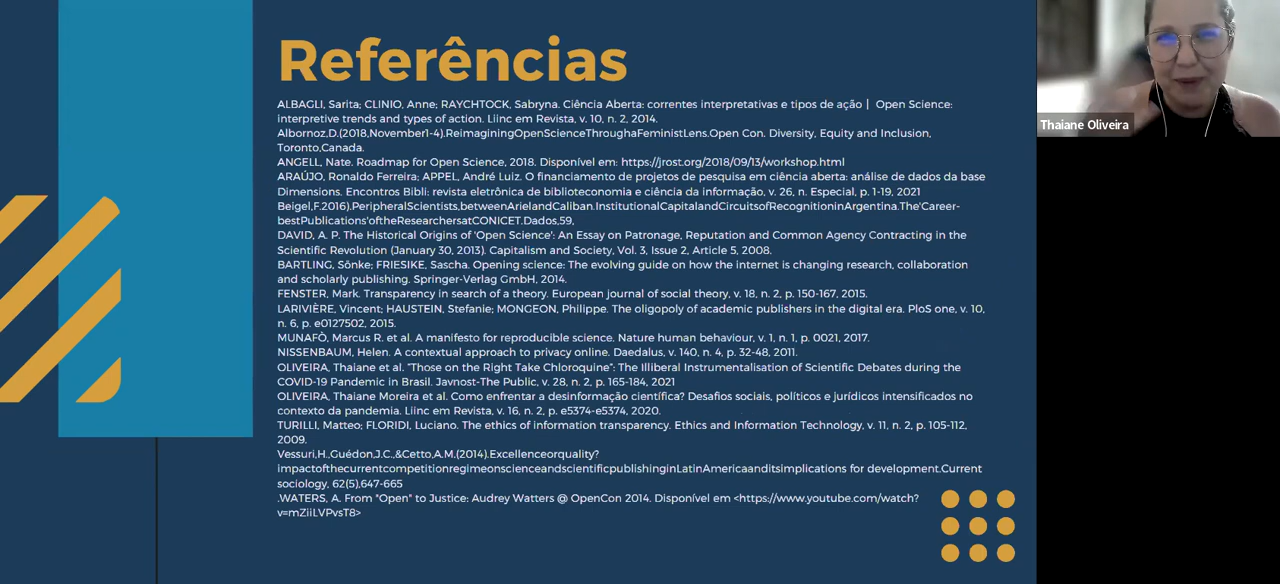 Referências
ALBAGLI, Sarita; CLINIO, Anne; RAYCHTOCK, Sabryna. Ciência Aberta: correntes interpretativas e tipos de ação | Open Science:
interpretive trends and types of action. Liinc em Revista, v. 10, n. 2, 2014.
Albornoz,D.(2018,November1-4).ReimaginingOpenScienceThroughaFeministLens.Open Con. Diversity, Equity and Inclusion,
Toronto,Canada.
ANGELL, Nate. Roadmap for Open Science, 2018. Disponível em: https://jrost.org/2018/09/13/workshop.html
ARAÚJO, Ronaldo Ferreira; APPEL, André Luiz. O financiamento de projetos de pesquisa em ciência aberta: análise de dados da base
Dimensions. Encontros Bibli: revista eletrônica de biblioteconomia e ciência da informação, v. 26, n. Especial, p. 1-19, 2021
Beigel,F.2016).PeripheralScientists,betweenArielandCaliban.InstitutionalCapitalandCircuitsofRecognitioninArgentina.The'Career-
bestPublications'oftheResearchersatCONICET.Dados,59,
DAVID, A. P. The Historical Origins of 'Open Science': An Essay on Patronage, Reputation and Common Agency Contracting in the
Scientific Revolution (January 30, 2013). Capitalism and Society, Vol. 3, Issue 2, Article 5, 2008.
BARTLING, Sönke; FRIESIKE, Sascha. Opening science: The evolving guide on how the internet is changing research, collaboration
and scholarly publishing. Springer-Verlag GmbH, 2014.
FENSTER, Mark. Transparency in search of a theory. European journal of social theory, v. 18, n. 2, p. 150-167, 2015.
LARIVIÈRE, Vincent; HAUSTEIN, Stefanie; MONGEON, Philippe. The oligopoly of academic publishers in the digital era. PloS one, v. 10,
n. 6, p. e0127502, 2015.
MUNAFÒ, Marcus R. et al. A manifesto for reproducible science. Nature human behaviour, v. 1, n. 1, p. 0021, 2017.
NISSENBAUM, Helen. A contextual approach to privacy online. Daedalus, v. 140, n. 4, p. 32-48, 2011.
OLIVEIRA, Thaiane et al. "Those on the Right Take Chloroquine": The Illiberal Instrumentalisation of Scientific Debates during the
COVID-19 Pandemic in Brasil. Javnost-The Public, v. 28, n. 2, p. 165-184, 2021
OLIVEIRA, Thaiane Moreira et al. Como enfrentar a desinformação científica? Desafios sociais, políticos e jurídicos intensificados no
contexto da pandemia. Liinc em Revista, v. 16, n. 2, p. e5374-e5374, 2020.
TURILLI, Matteo; FLORIDI, Luciano. The ethics of information transparency. Ethics and Information Technology, v. 11, n. 2, p. 105-112,
2009.
Vessuri,H.,Guédon,J.C.,&Cetto,A.M.(2014).Excellenceorquality?
impactofthecurrentcompetitionregimeonscienceandscientificpublishinginLatinAmericaanditsimplications for development.Current
sociology, 62(5),647-665
.WATERS, A. From "Open" to Justice: Audrey Watters @ OpenCon 2014. Disponível em <https://www.youtube.com/watch?
v=mZiiLVPvsT8>
Thaiane Oliveira